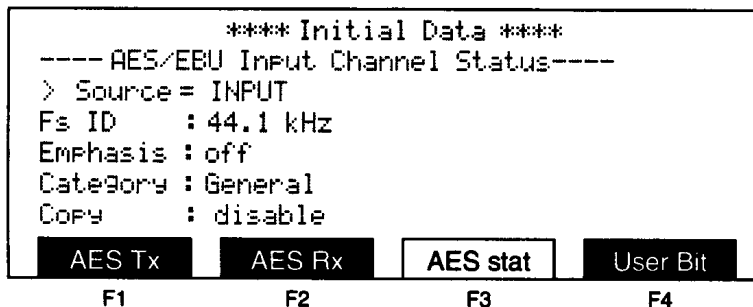 **** Initial Data ****
----AES/EBU Input Channel Status----
> Source = INPUT
Fs ID : 44.1 kHz
Emphasis : off
Category : General
Copy : disable
AES Tx AES Rx AES stat User Bit
F1 F2 F3 F4